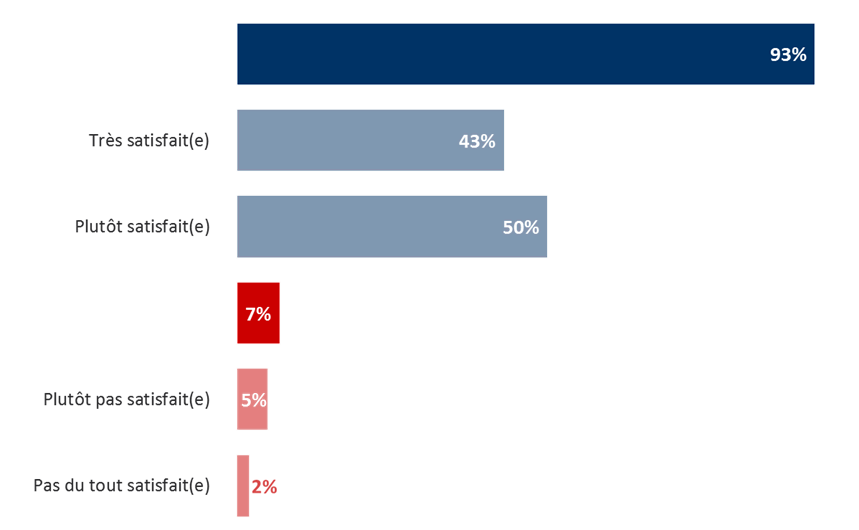 93%
Très satisfait(e) 43%
Plutôt satisfait(e) 50%
7%
Plutôt pas satisfait(e) 5%
Pas du tout satisfait(e) 2%